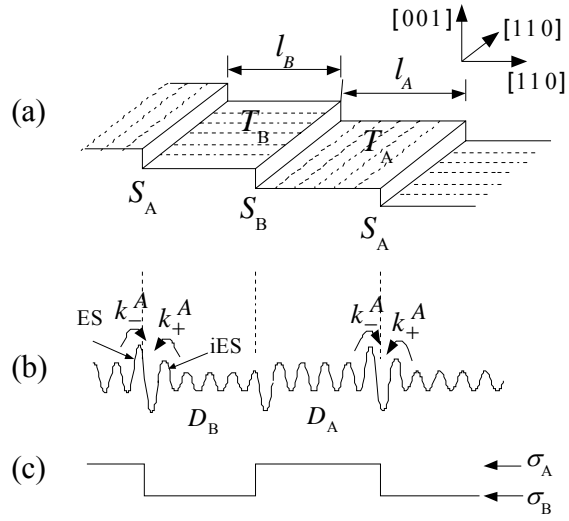 [001]
[110]
[110]
l_B
l_A
(a)
T_B
T_A
S_A
S_B
S_A
k_-^A
k_+^A
k_-^A
k_+^A
ES
iES
(b)
D_B
D_A
(c)
σ_A
σ_B